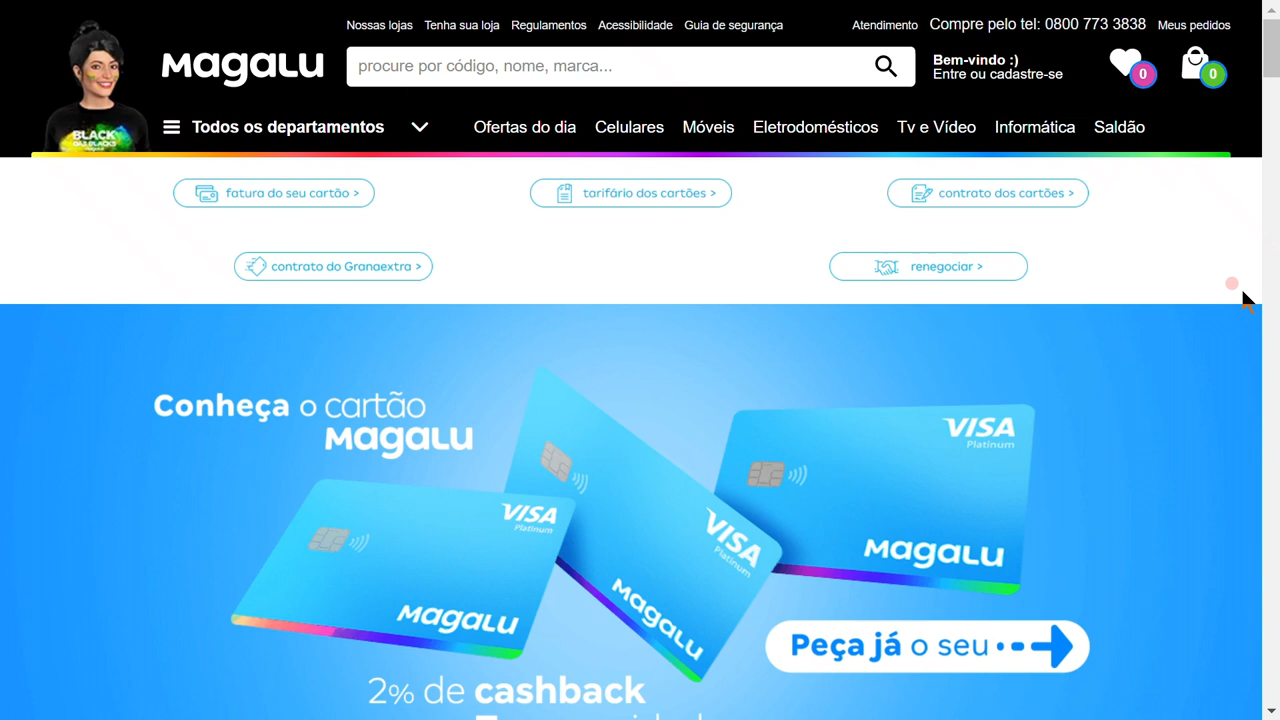 Nossas lojas Tenha sua loja Regulamentos Acessibilidade Guia de segurança Atendimento Compre pelo tel: 0800 773 3838 Meus pedidos
Magalu
procure por código, nome, marca...
Bem-vindo :)
Entre ou cadastre-se
0
0
BLACK
DAS BLACKS
Todos os departamentos Ofertas do dia Celulares Móveis Eletrodomésticos Tv e Vídeo Informática Saldão
fatura do seu cartão > tarifário dos cartões > contrato dos cartões >
contrato do Granaextra > renegociar >
Conheça o cartão
Magalu
VISA
Platinum
Magalu
VISA
Platinum
Magalu
VISA
Platinum
Magalu
Peça já o seu
2% de cashback